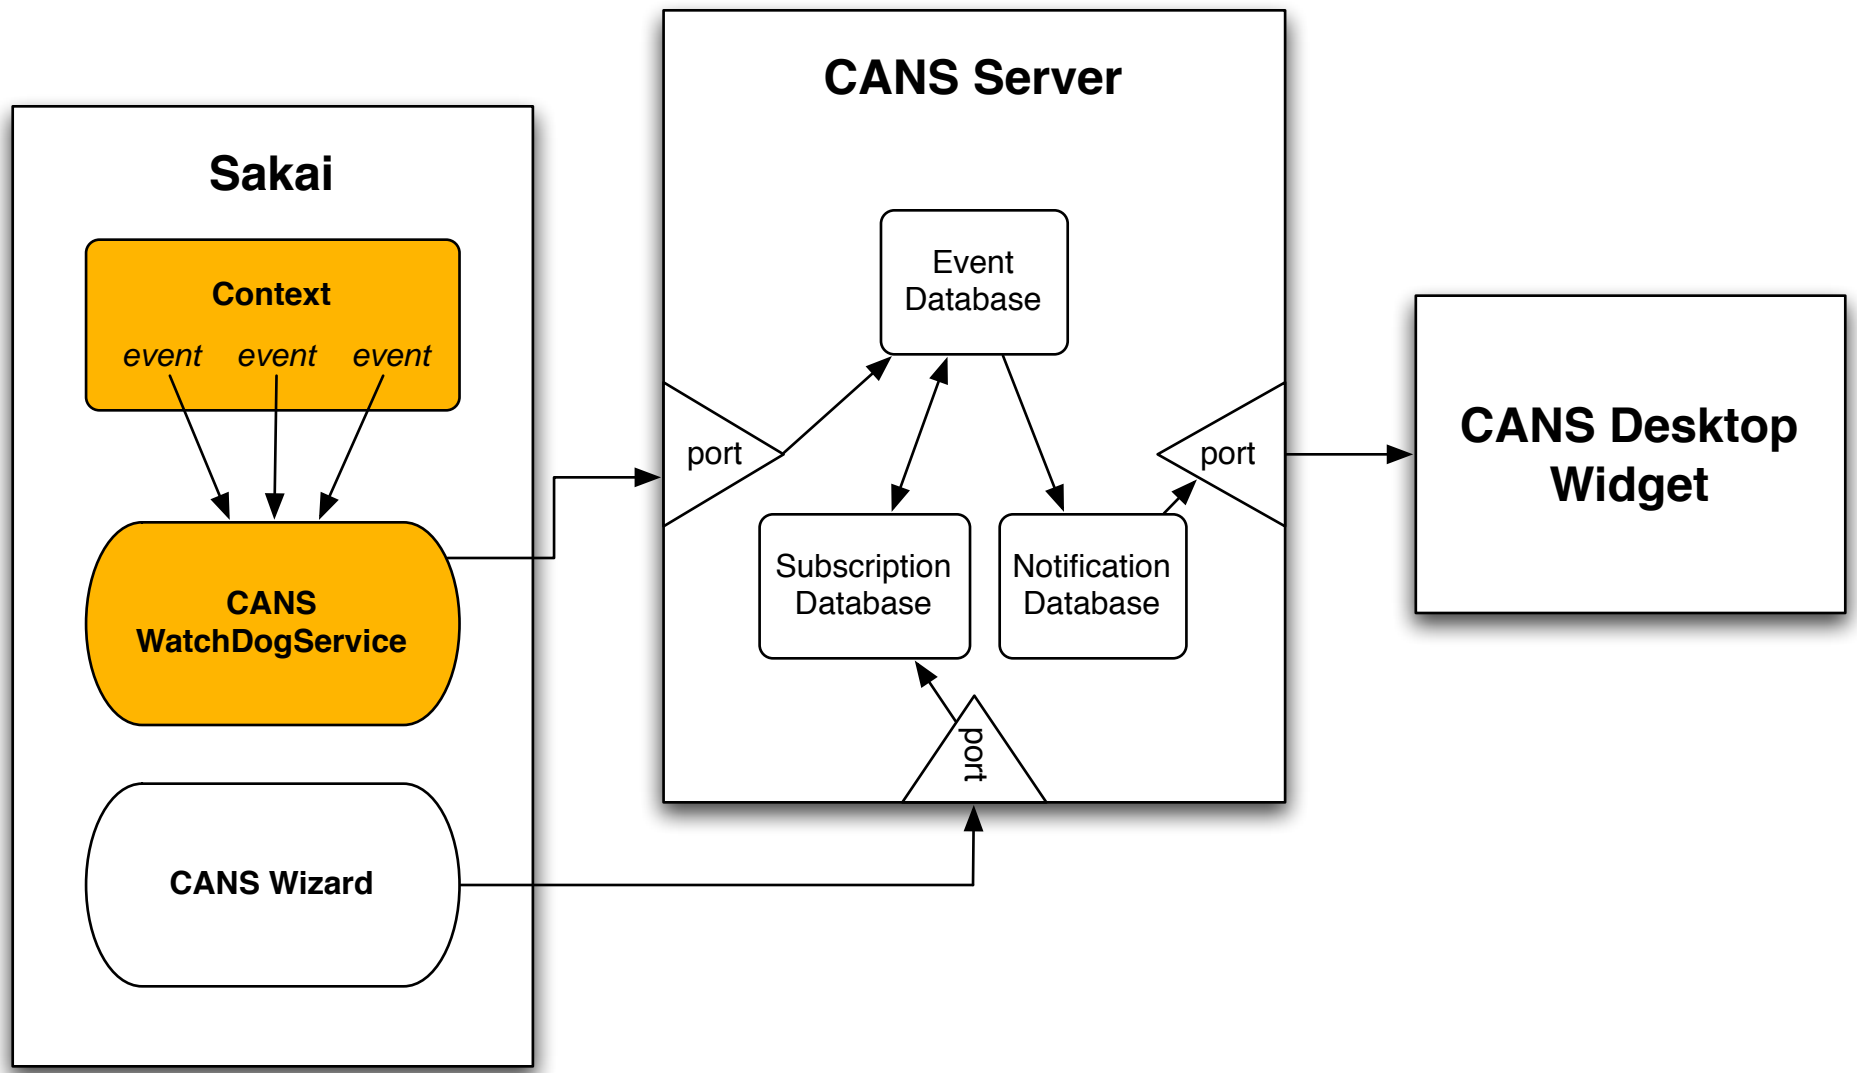 Sakai
Context
event event event
CANS
WatchDogService
CANS Wizard
CANS Server
Event
Database
port
port
Subscription
Database
Notification
Database
port
CANS Desktop
Widget